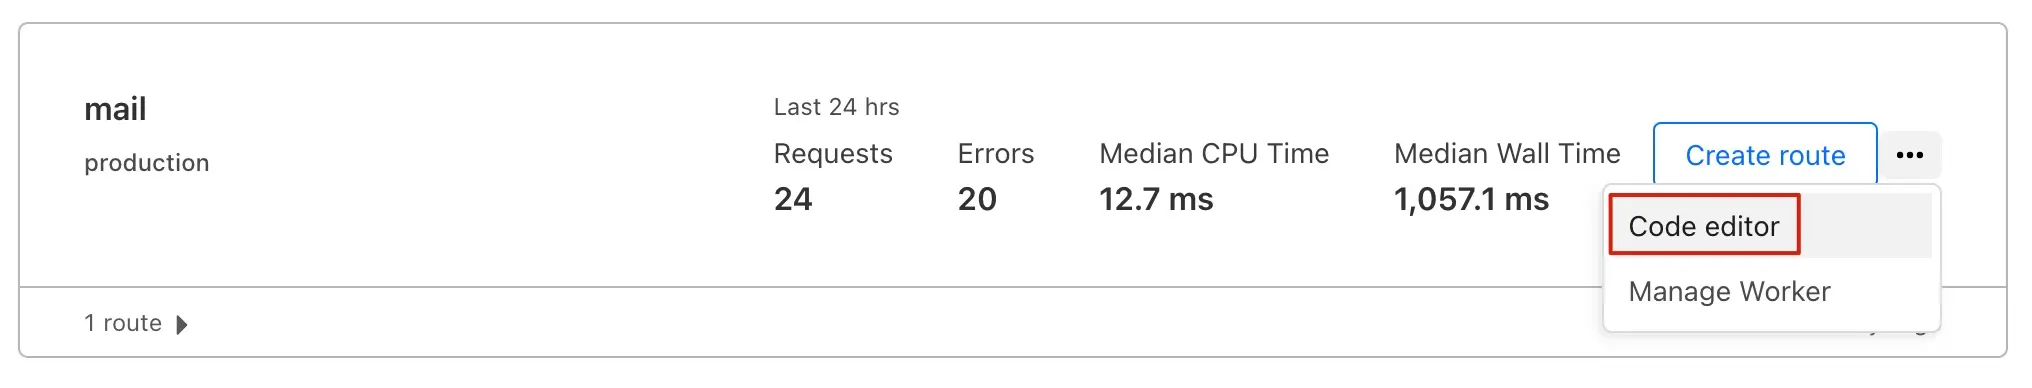 mail
production
Last 24 hrs
Requests Errors Median CPU Time Median Wall Time
24 20 12.7 ms 1,057.1 ms
Create route
Code editor
Manage Worker
1 route